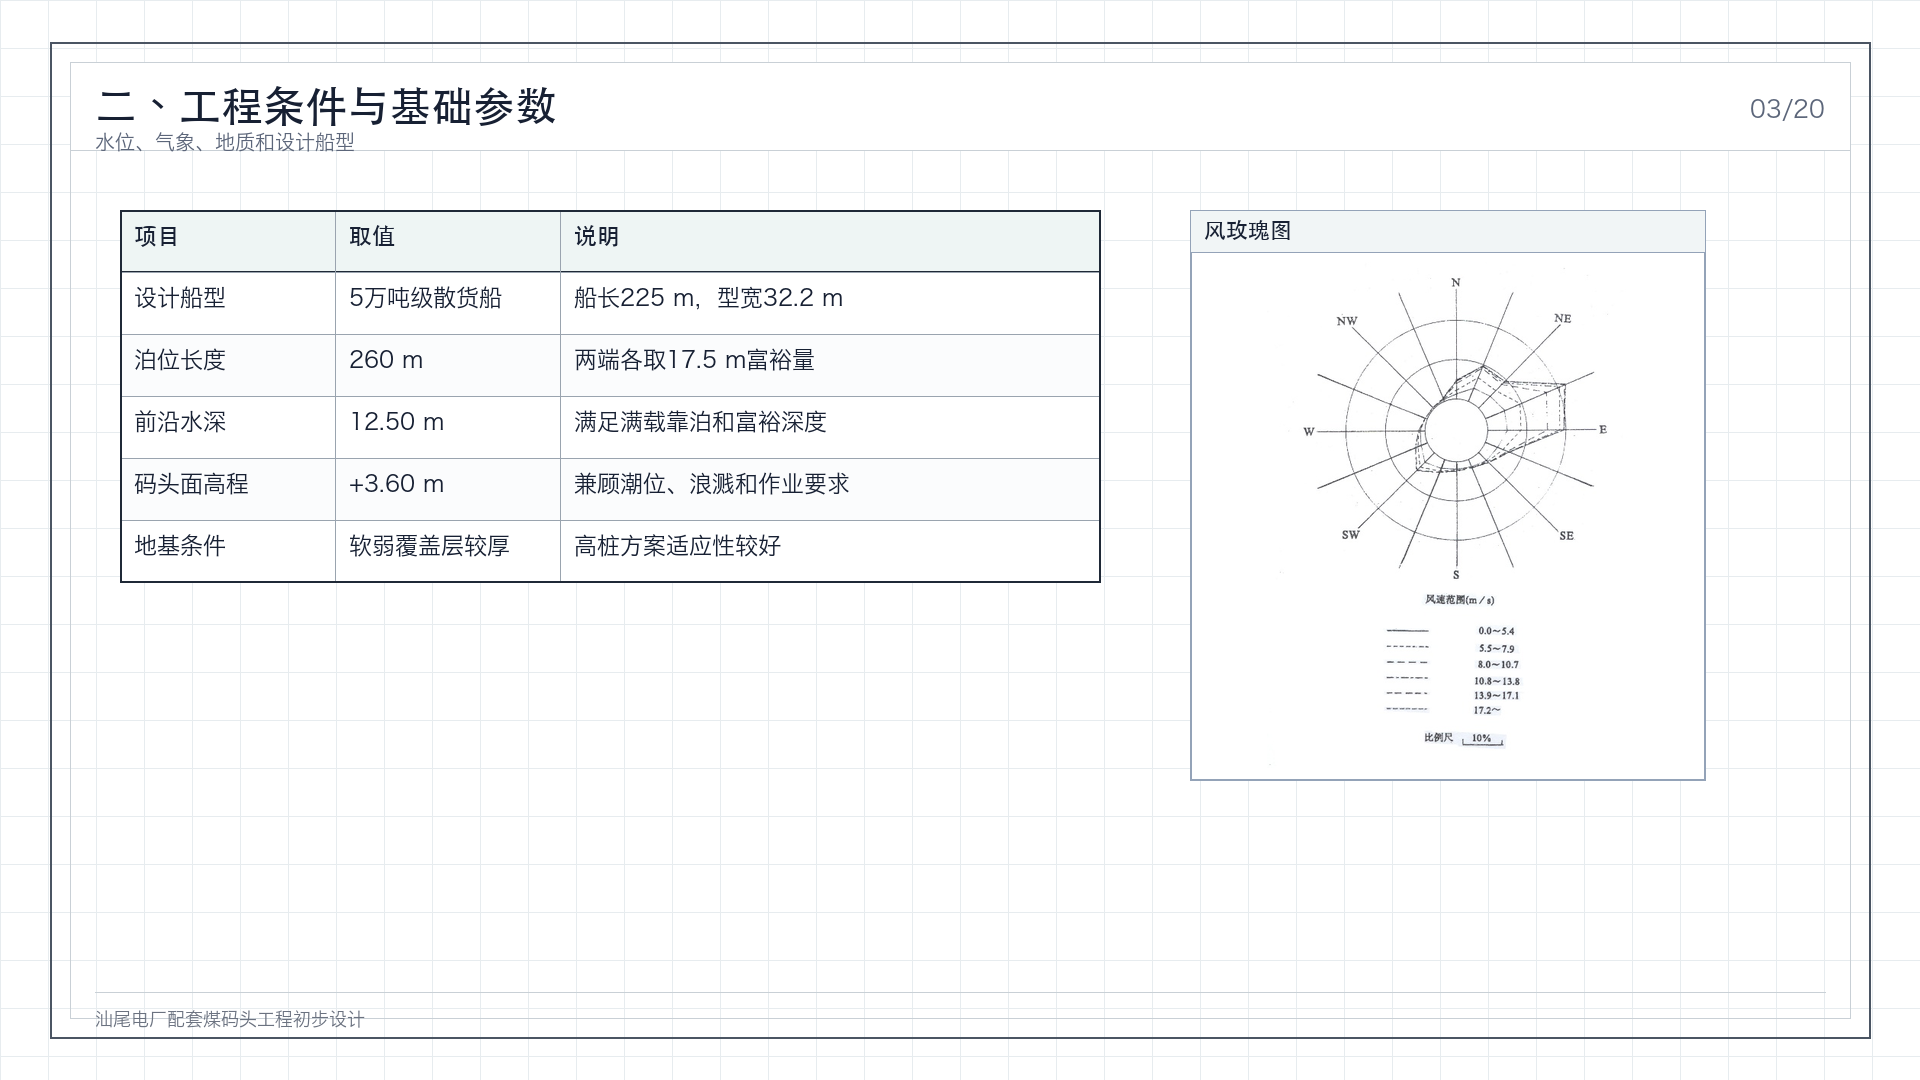 二、工程条件与基础参数
03/20
水位、气象、地质和设计船型
项目 取值 说明
设计船型 5万吨级散货船 船长225 m，型宽32.2 m
泊位长度 260 m 两端各取17.5 m富裕量
前沿水深 12.50 m 满足满载靠泊和富裕深度
码头面高程 +3.60 m 兼顾潮位、浪溅和作业要求
地基条件 软弱覆盖层较厚 高桩方案适应性较好
风玫瑰图
N
NW NE
W E
SW SE
S
风速范围(m/s)
0.0～5.4
5.5～7.9
8.0～10.7
10.8～13.8
13.9～17.1
17.2～
比例尺 10%
汕尾电厂配套煤码头工程初步设计